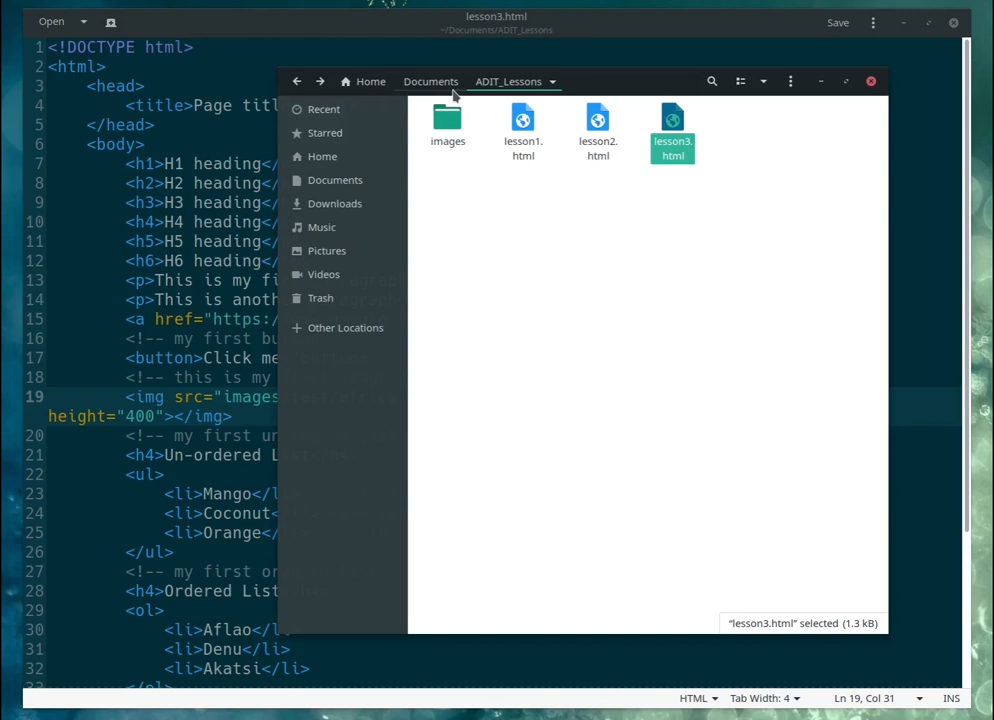 Open
lesson3.html
~/Documents/ADIT_Lessons
Save
1 <!DOCTYPE html>
2 <html>
3 <head>
4 <title>Page titl
5 </head>
6 <body>
7 <h1>H1 heading</
8 <h2>H2 heading</
9 <h3>H3 heading</
10 <h4>H4 heading</
11 <h5>H5 heading</
12 <h6>H6 heading</
13 <p>This is my fi
14 <p>This is anoth
15 <a href="https:/
16 <!-- my first bu
17 <button>Click me
18 <!-- this is my
19 <img src="images
height="400"></img>
20 <!-- my first un
21 <h4>Un-ordered L
22 <ul>
23 <li>Mango</l
24 <li>Coconut<
25 <li>Orange</
26 </ul>
27 <!-- my first or
28 <h4>Ordered List
29 <ol>
30 <li>Aflao</l
31 <li>Denu</li>
32 <li>Akatsi</li>
33 </ol>
Home
Documents
ADIT_Lessons
Recent
Starred
Home
Documents
Downloads
Music
Pictures
Videos
Trash
Other Locations
images
lesson1.
html
lesson2.
html
lesson3.
html
"lesson3.html" selected (1.3 kB)
HTML
Tab Width: 4
Ln 19, Col 31
INS